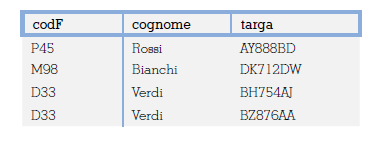 codF cognome targa
P45 Rossi AY888BD
M98 Bianchi DK712DW
D33 Verdi BH754AJ
D33 Verdi BZ876AA